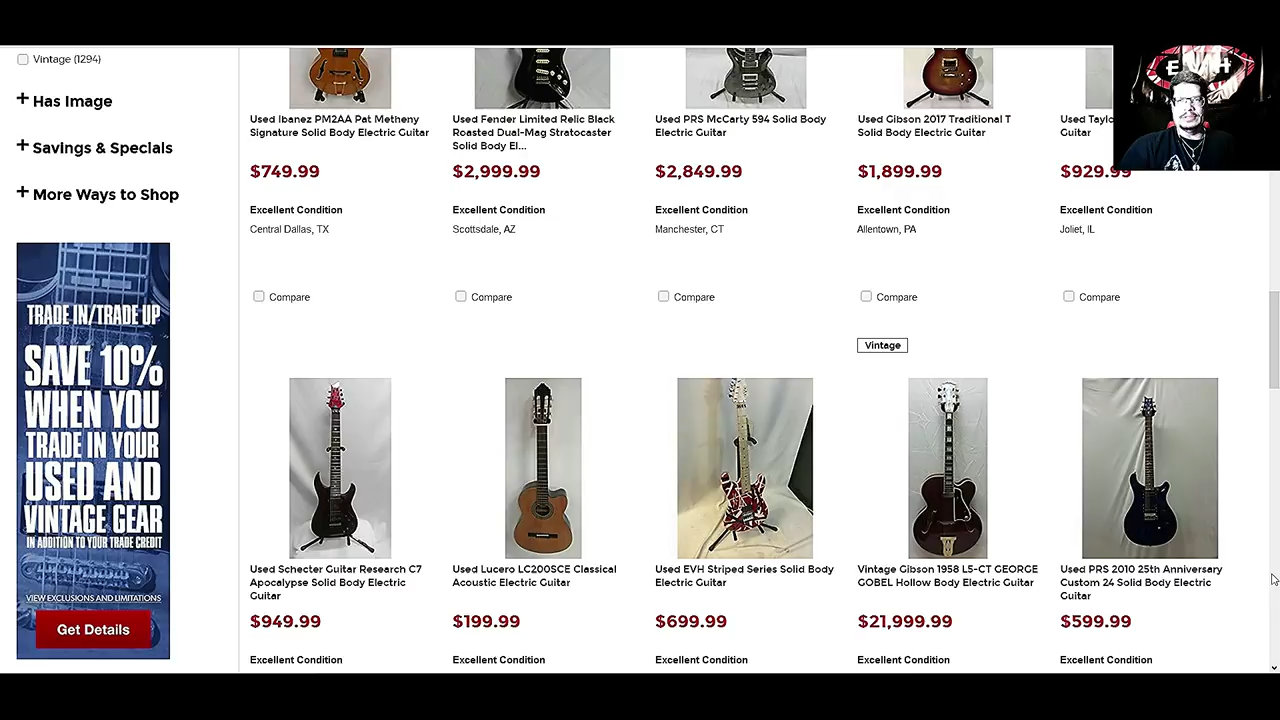 Vintage (1294)
+ Has Image
+ Savings & Specials
+ More Ways to Shop
TRADE IN/TRADE UP
SAVE 10%
WHEN YOU
TRADE IN YOUR
USED AND
VINTAGE GEAR
IN ADDITION TO YOUR TRADE CREDIT
VIEW EXCLUSIONS AND LIMITATIONS
Get Details
Used Ibanez PM2AA Pat Metheny
Signature Solid Body Electric Guitar
$749.99
Excellent Condition
Central Dallas, TX
Compare
Used Fender Limited Relic Black
Roasted Dual-Mag Stratocaster
Solid Body El...
$2,999.99
Excellent Condition
Scottsdale, AZ
Compare
Used PRS McCarty 594 Solid Body
Electric Guitar
$2,849.99
Excellent Condition
Manchester, CT
Compare
Used Gibson 2017 Traditional T
Solid Body Electric Guitar
$1,899.99
Excellent Condition
Allentown, PA
Compare
Used Taylo
Guitar
$929.99
Excellent Condition
Joliet, IL
Compare
EVH
Used Schecter Guitar Research C7
Apocalypse Solid Body Electric
Guitar
$949.99
Excellent Condition
Used Lucero LC200SCE Classical
Acoustic Electric Guitar
$199.99
Excellent Condition
Used EVH Striped Series Solid Body
Electric Guitar
$699.99
Excellent Condition
Vintage
Vintage Gibson 1958 L5-CT GEORGE
GOBEL Hollow Body Electric Guitar
$21,999.99
Excellent Condition
Used PRS 2010 25th Anniversary
Custom 24 Solid Body Electric
Guitar
$599.99
Excellent Condition